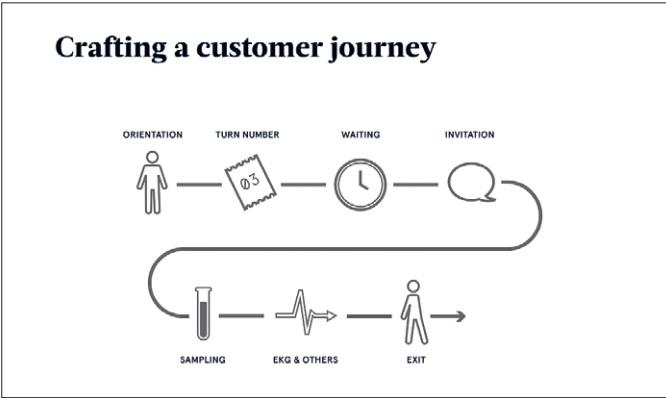 Crafting a customer journey
ORIENTATION TURN NUMBER WAITING INVITATION
03
SAMPLING EKG & OTHERS EXIT